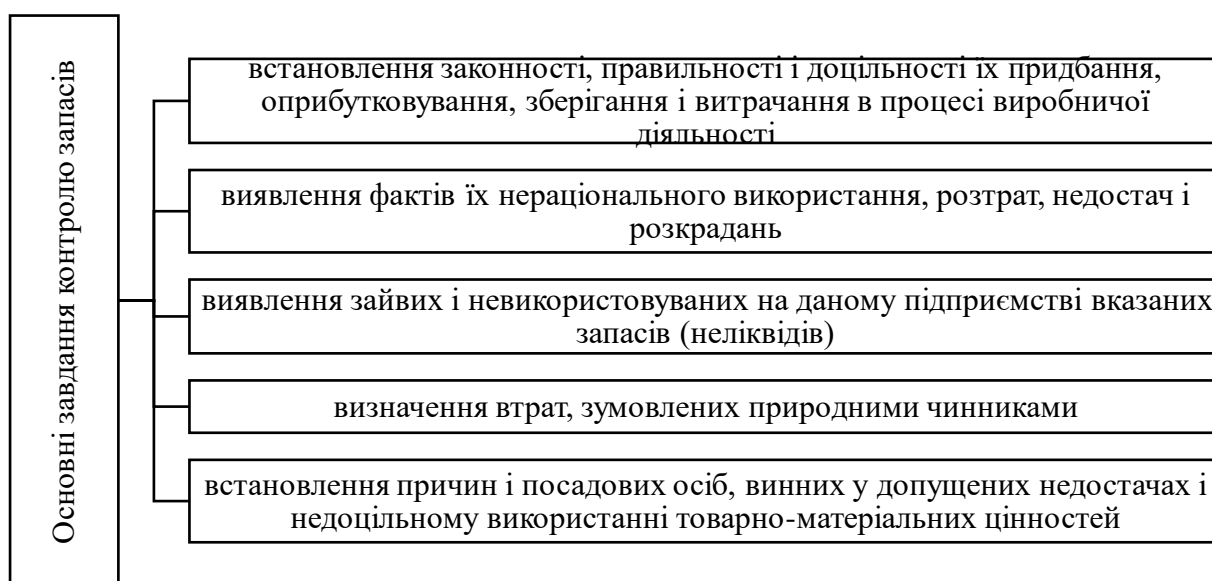 Основні завдання контролю запасів
встановлення законності, правильності і доцільності їх придбання,
оприбутковування, зберігання і витрачання в процесі виробничої
діяльності
виявлення фактів їх нераціонального використання, розтрат, недостач і
розкрадань
виявлення зайвих і невикористовуваних на даному підприємстві вказаних
запасів (неліквідів)
визначення втрат, зумовлених природними чинниками
встановлення причин і посадових осіб, винних у допущених недостачах і
недоцільному використанні товарно-матеріальних цінностей